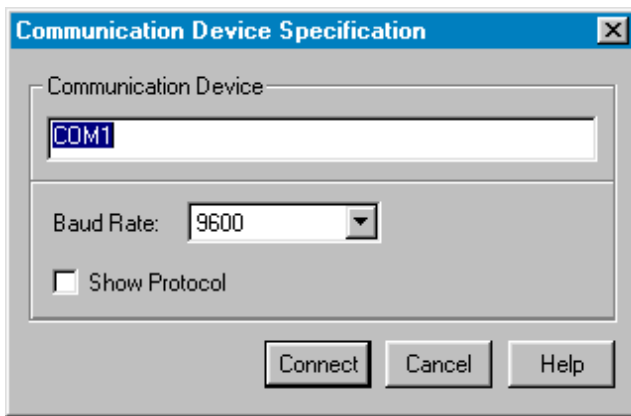 Communication Device Specification
Communication Device
COM1
Baud Rate: 9600
Show Protocol
Connect Cancel Help